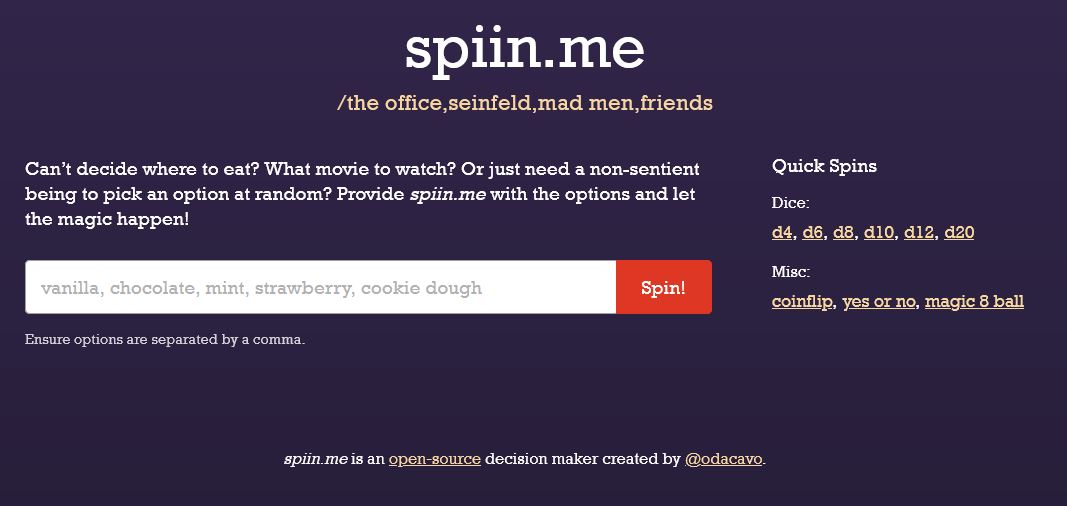 spiin.me
/the office,seinfeld,mad men,friends
Can't decide where to eat? What movie to watch? Or just need a non-sentient
being to pick an option at random? Provide spiin.me with the options and let
the magic happen!
vanilla, chocolate, mint, strawberry, cookie dough
Spin!
Ensure options are separated by a comma.
Quick Spins
Dice:
d4, d6, d8, d10, d12, d20
Misc:
coinflip, yes or no, magic 8 ball
spiin.me is an open-source decision maker created by @odacavo.